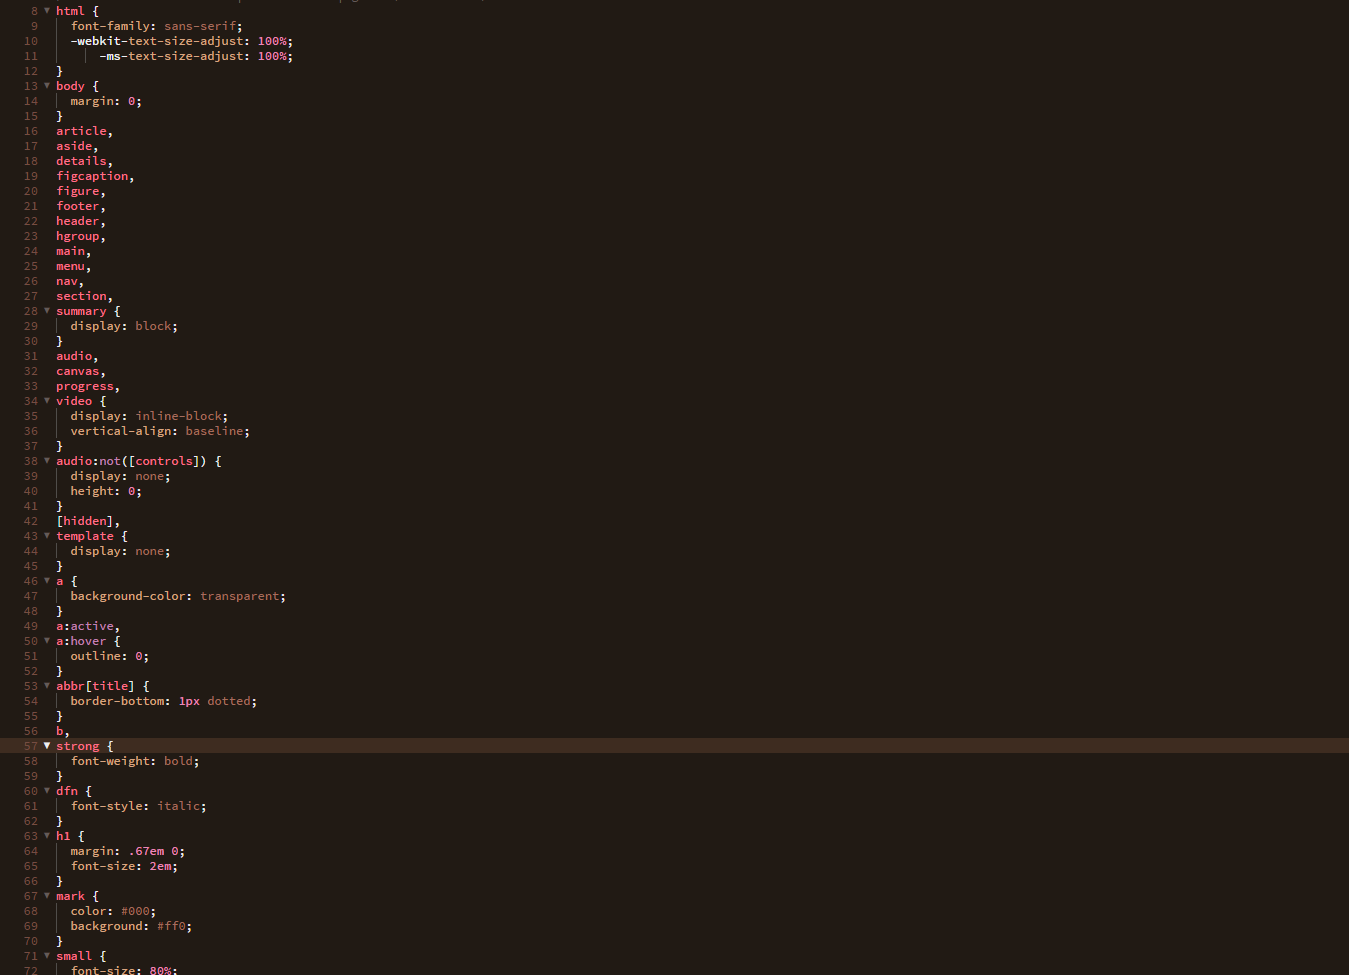 8 html {
9 font-family: sans-serif;
10 -webkit-text-size-adjust: 100%;
11 -ms-text-size-adjust: 100%;
12 }
13 body {
14 margin: 0;
15 }
16 article,
17 aside,
18 details,
19 figcaption,
20 figure,
21 footer,
22 header,
23 hgroup,
24 main,
25 menu,
26 nav,
27 section,
28 summary {
29 display: block;
30 }
31 audio,
32 canvas,
33 progress,
34 video {
35 display: inline-block;
36 vertical-align: baseline;
37 }
38 audio:not([controls]) {
39 display: none;
40 height: 0;
41 }
42 [hidden],
43 template {
44 display: none;
45 }
46 a {
47 background-color: transparent;
48 }
49 a:active,
50 a:hover {
51 outline: 0;
52 }
53 abbr[title] {
54 border-bottom: 1px dotted;
55 }
56 b,
57 strong {
58 font-weight: bold;
59 }
60 dfn {
61 font-style: italic;
62 }
63 h1 {
64 margin: .67em 0;
65 font-size: 2em;
66 }
67 mark {
68 color: #000;
69 background: #ff0;
70 }
71 small {
72 font-size: 80%;